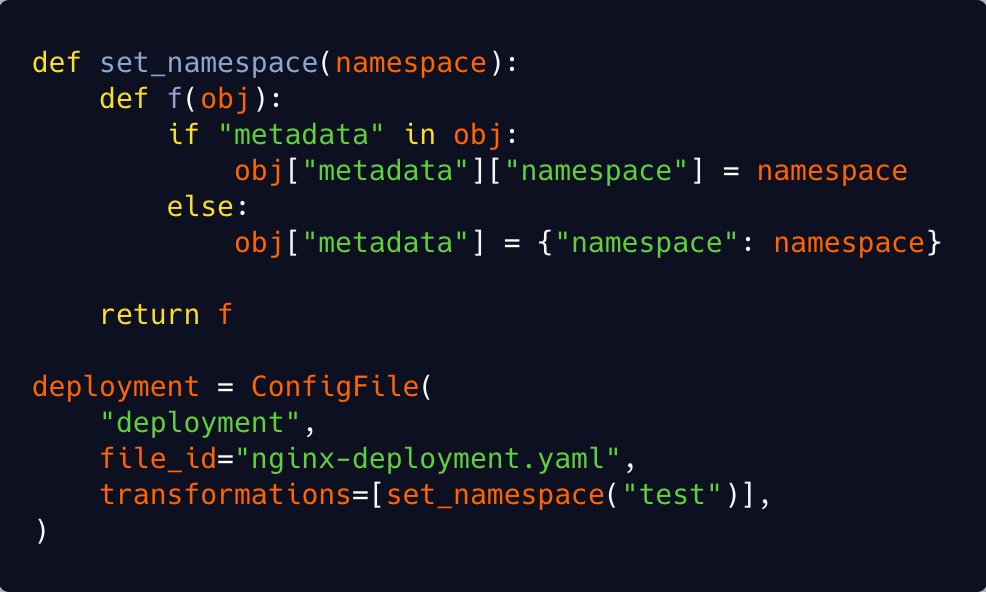 def set_namespace(namespace):
    def f(obj):
        if "metadata" in obj:
            obj["metadata"]["namespace"] = namespace
        else:
            obj["metadata"] = {"namespace": namespace}

    return f

deployment = ConfigFile(
    "deployment",
    file_id="nginx-deployment.yaml",
    transformations=[set_namespace("test")],
)